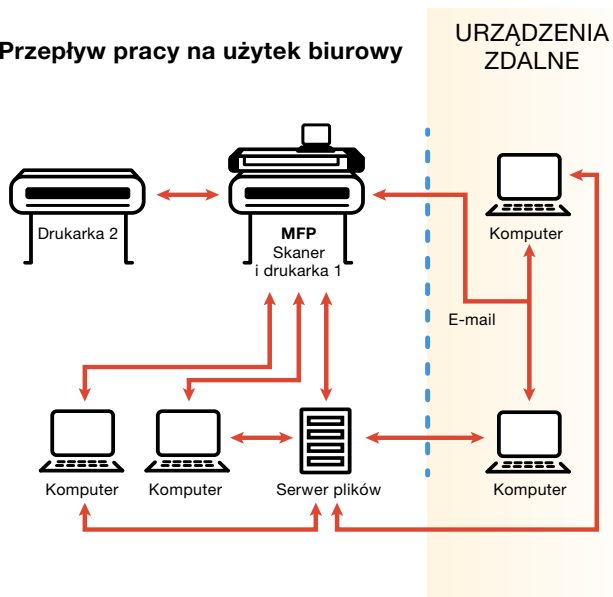 Przepływ pracy na użytek biurowy
URZĄDZENIA
ZDALNE
Drukarka 2
MFP
Skaner
i drukarka 1
Komputer
E-mail
Komputer
Komputer
Serwer plików
Komputer